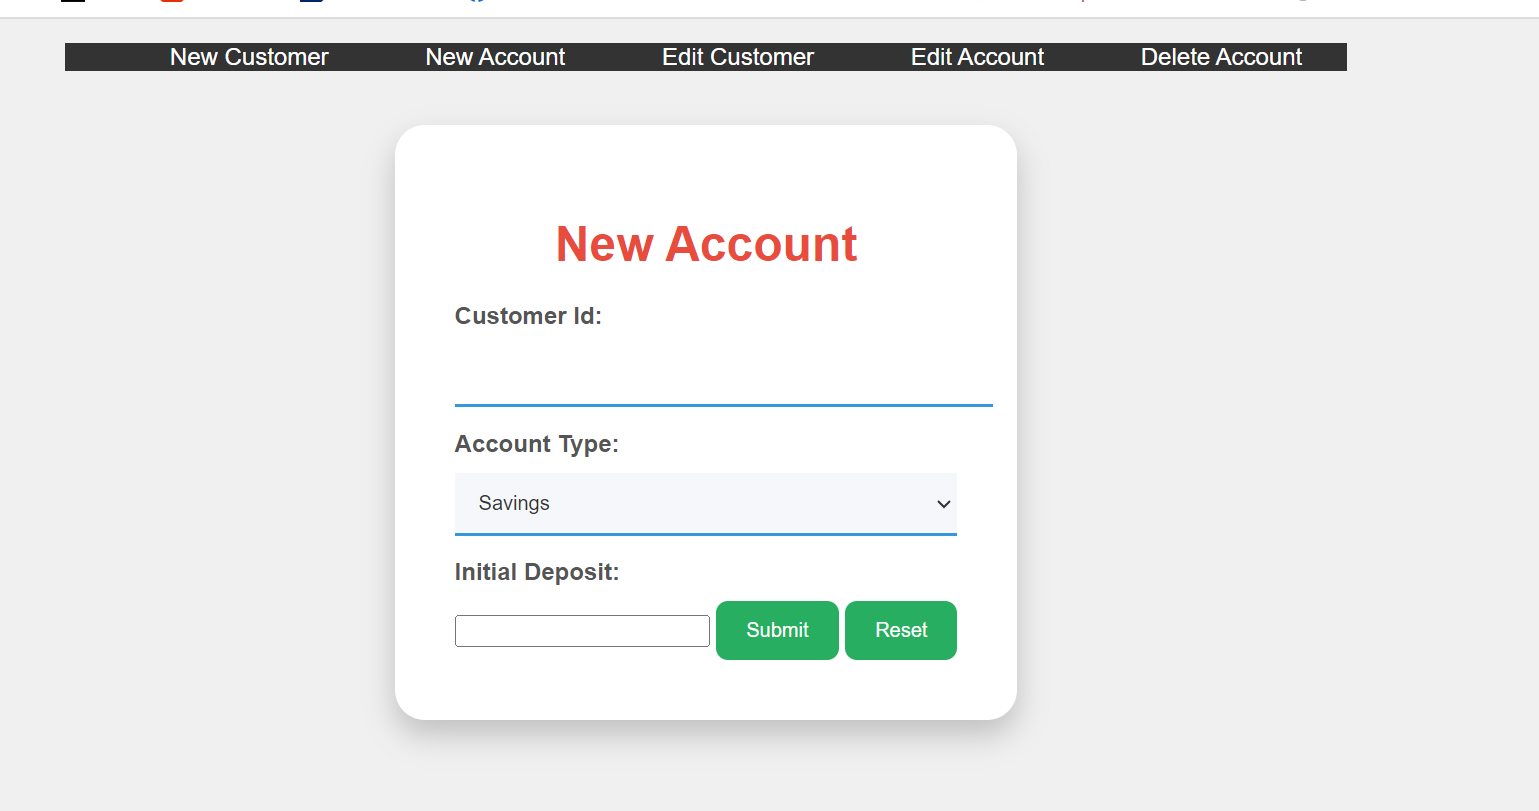 New Customer New Account Edit Customer Edit Account Delete Account
New Account
Customer Id:
Account Type:
Savings
Initial Deposit:
Submit Reset